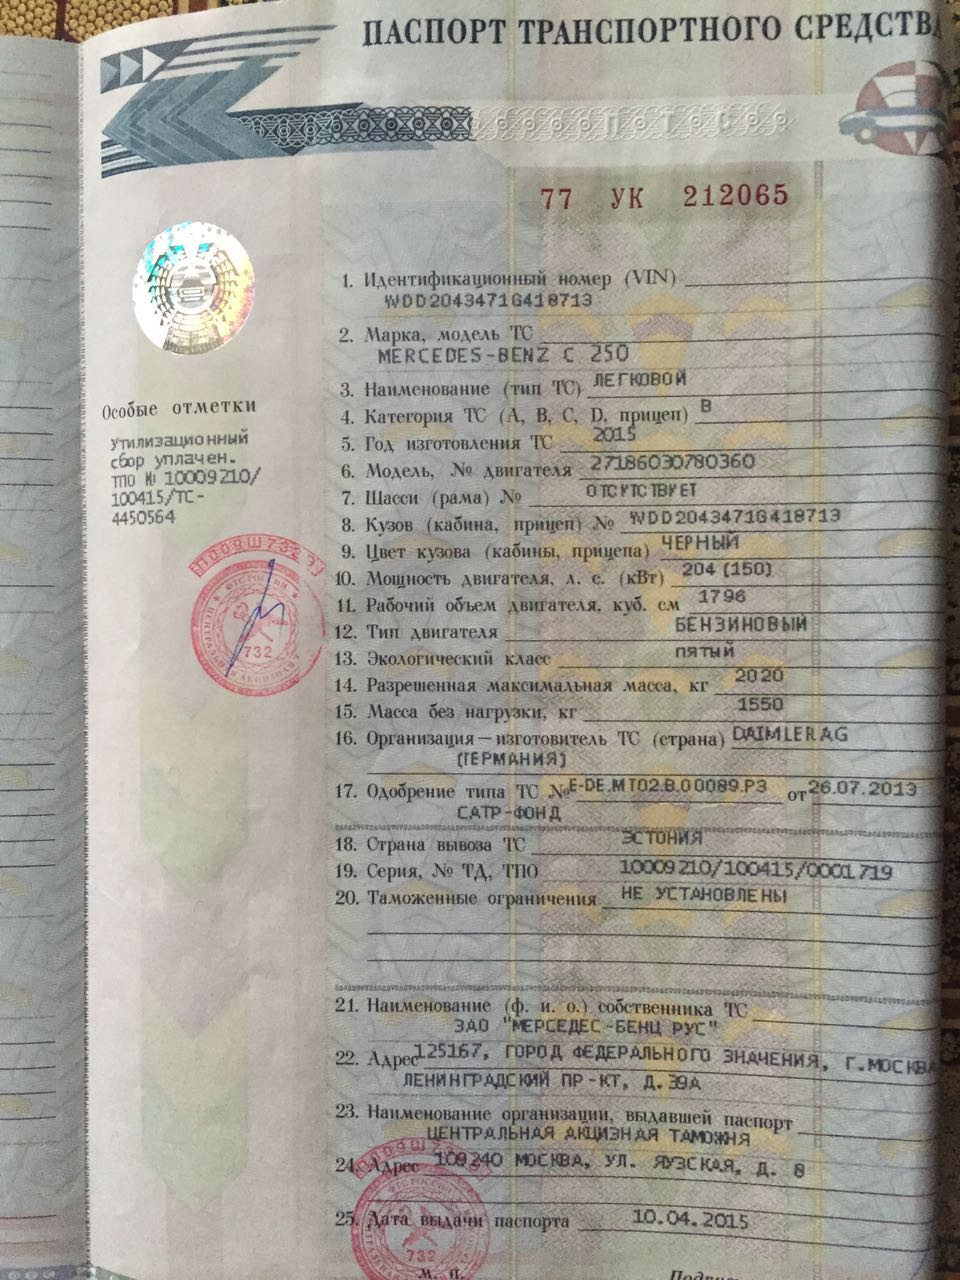 ПАСПОРТ ТРАНСПОРТНОГО СРЕДСТВА
77 УК 212065
1. Идентификационный номер (VIN)
WDD2043471G418713
2. Марка, модель ТС
MERCEDES-BENZ C 250
3. Наименование (тип ТС) ЛЕГКОВОЙ
4. Категория ТС (A, B, C, D, прицеп) B
5. Год изготовления ТС 2015
6. Модель, № двигателя 27186030780360
7. Шасси (рама) № ОТСУТСТВУЕТ
8. Кузов (кабина, прицеп) № WDD2043471G418713
9. Цвет кузова (кабины, прицепа) ЧЕРНЫЙ
10. Мощность двигателя, л. с. (кВт) 204 (150)
11. Рабочий объем двигателя, куб. см 1796
12. Тип двигателя БЕНЗИНОВЫЙ
13. Экологический класс пятый
14. Разрешенная максимальная масса, кг 2020
15. Масса без нагрузки, кг 1550
16. Организация—изготовитель ТС (страна) DAIMLER AG
(ГЕРМАНИЯ)
17. Одобрение типа ТС № E-DE.MT02.B.00089.P3 от 26.07.2013
САТР-ФОНД
18. Страна вывоза ТС ЭСТОНИЯ
19. Серия, № ТД, ТПО 10009210/100415/0001719
20. Таможенные ограничения НЕ УСТАНОВЛЕНЫ
21. Наименование (ф. и. о.) собственника ТС
ЗАО "МЕРСЕДЕС-БЕНЦ РУС"
22. Адрес 125167, ГОРОД ФЕДЕРАЛЬНОГО ЗНАЧЕНИЯ, Г.МОСКВА
ЛЕНИНГРАДСКИЙ ПР-КТ, Д.39А
23. Наименование организации, выдавшей паспорт
ЦЕНТРАЛЬНАЯ АКЦИЗНАЯ ТАМОЖНЯ
24. Адрес 109240 МОСКВА, УЛ. ЯУЗСКАЯ, Д. 8
25. Дата выдачи паспорта 10.04.2015
М. П.
Особые отметки
Утилизационный
сбор уплачен.
ТПО № 10009210/
100415/ТС-
4450564
ФТС РОССИИ
732
732